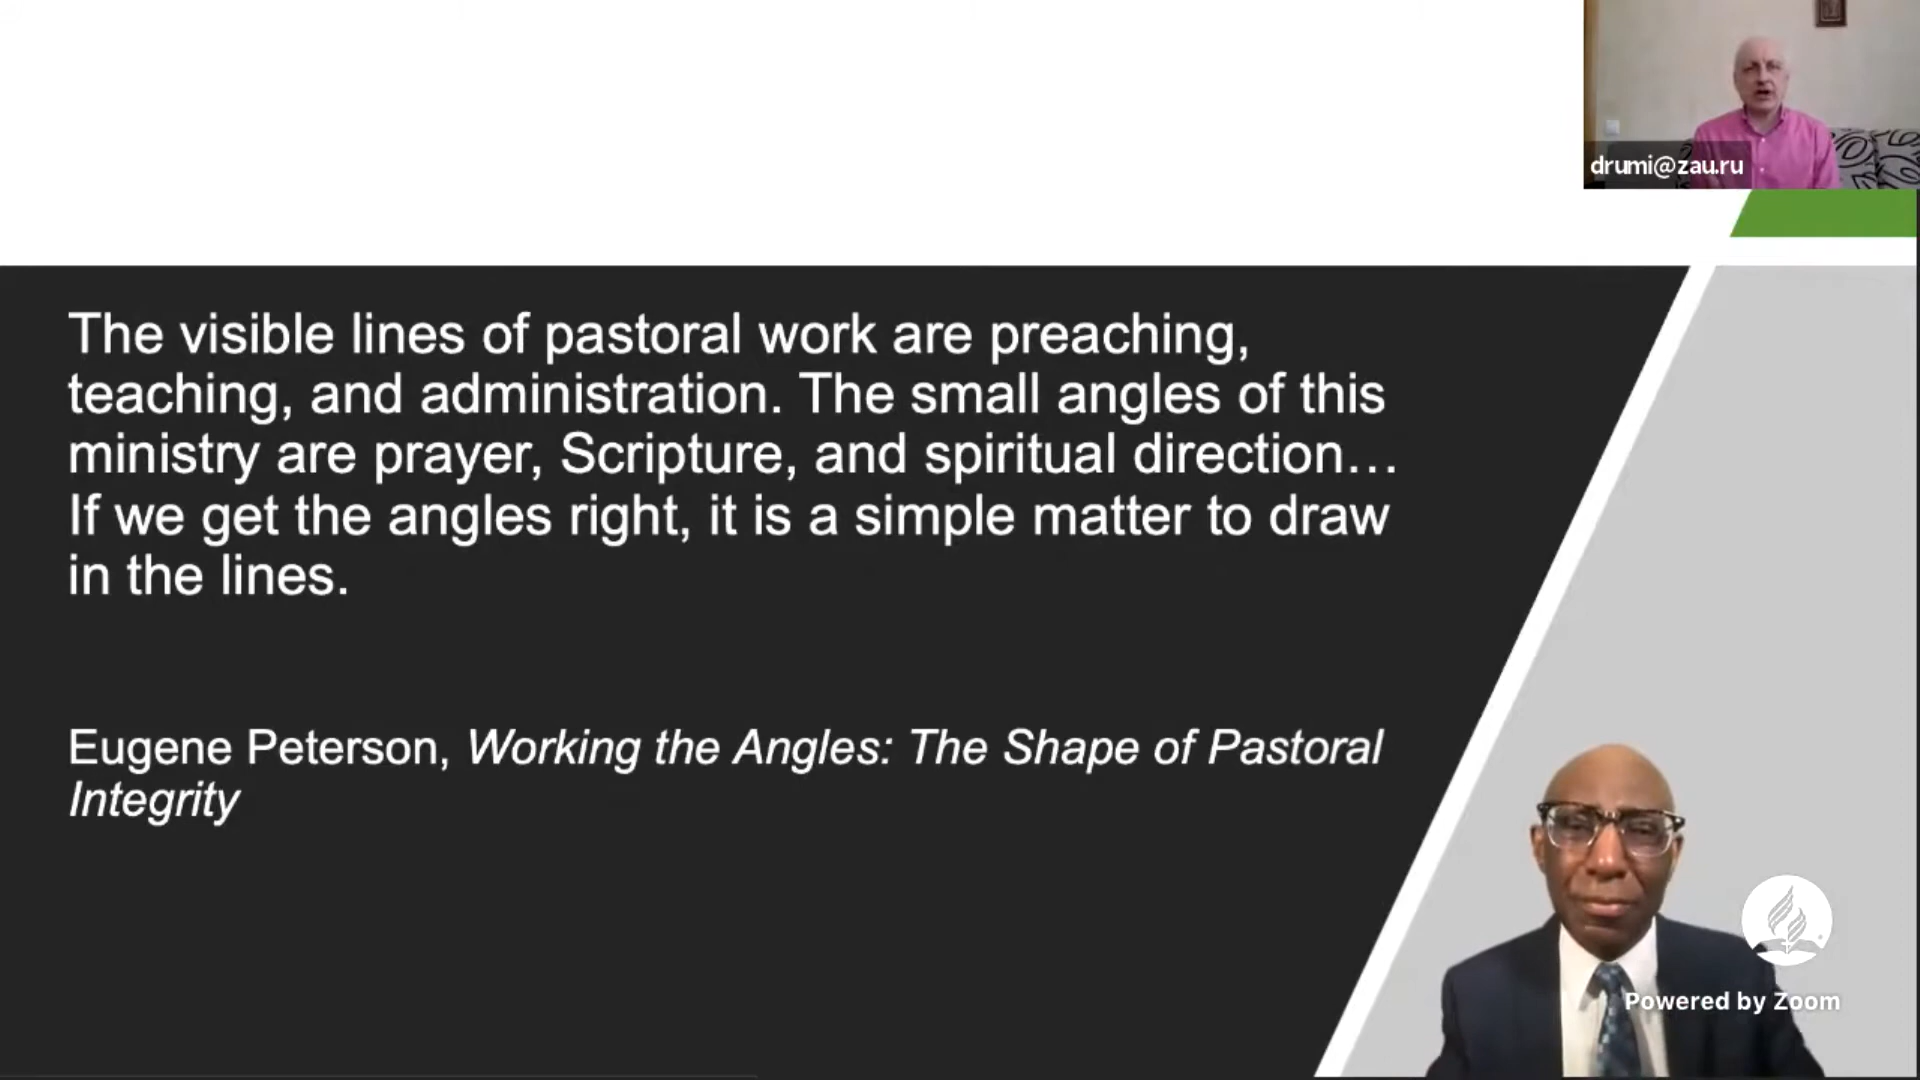 drumi@zau.ru
The visible lines of pastoral work are preaching,
teaching, and administration. The small angles of this
ministry are prayer, Scripture, and spiritual direction…
If we get the angles right, it is a simple matter to draw
in the lines.
Eugene Peterson, Working the Angles: The Shape of Pastoral
Integrity
Powered by Zoom